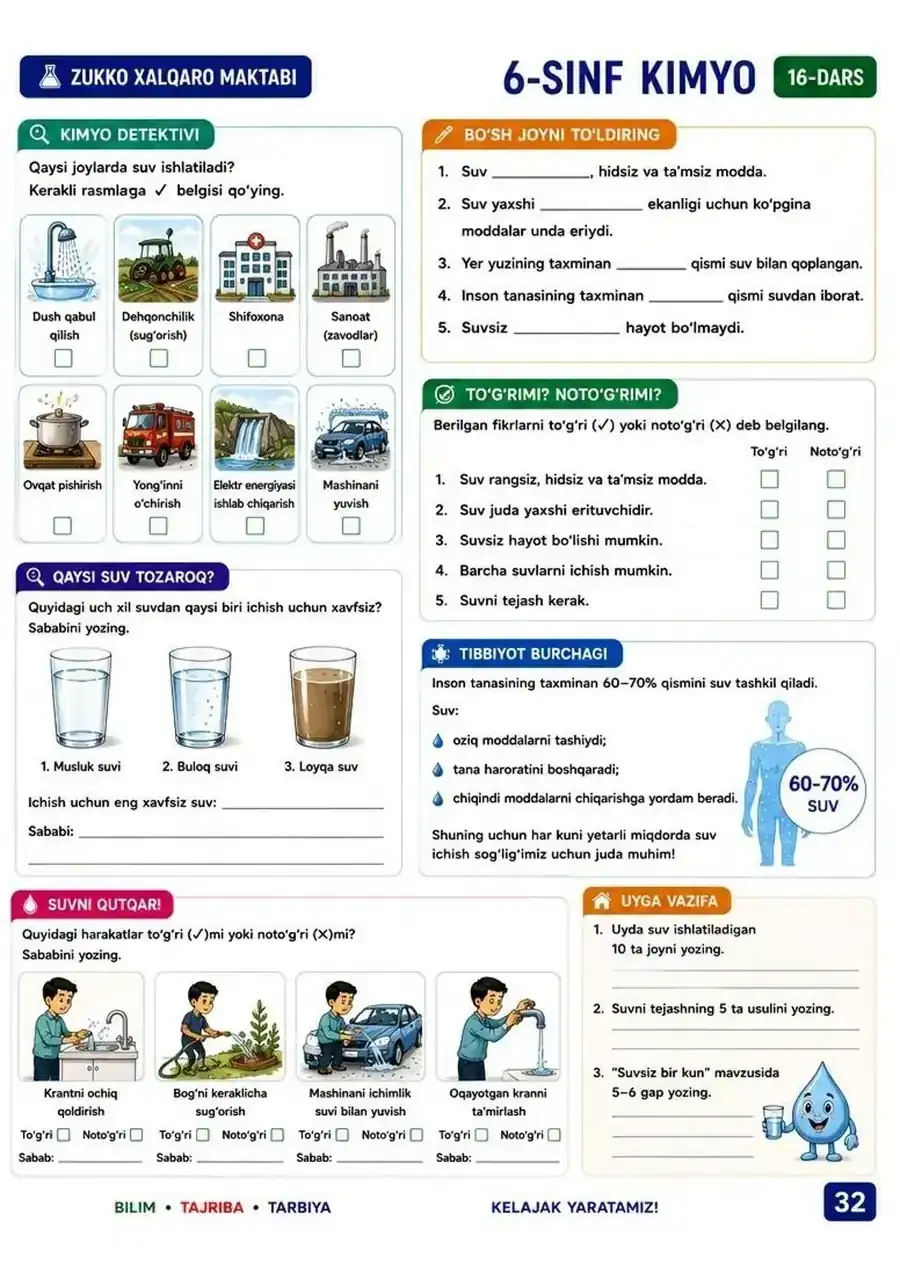 ZUKKO XALQARO MAKTABI
6-SINF KIMYO
16-DARS
KIMYO DETEKTIVI
Qaysi joylarda suv ishlatiladi?
Kerakli rasmlaga ✓ belgisi qo‘ying.
Dush qabul
qilish
Dehqonchilik
(sug‘orish)
Shifoxona
Sanoat
(zavodlar)
Ovqat pishirish
Yong‘inni
o‘chirish
Elektr energiyasi
ishlab chiqarish
Mashinani
yuvish
BO‘SH JOYNI TO‘LDIRING
1. Suv ____________, hidsiz va ta’msiz modda.
2. Suv yaxshi ____________ ekanligi uchun ko‘pgina
moddalar unda eriydi.
3. Yer yuzining taxminan ________ qismi suv bilan qoplangan.
4. Inson tanasining taxminan ________ qismi suvdan iborat.
5. Suvsiz ____________ hayot bo‘lmaydi.
TO‘G‘RIMI? NOTO‘G‘RIMI?
Berilgan fikrlarni to‘g‘ri (✓) yoki noto‘g‘ri (✕) deb belgilang.
To‘g‘ri Noto‘g‘ri
1. Suv rangsiz, hidsiz va ta’msiz modda.
2. Suv juda yaxshi erituvchidir.
3. Suvsiz hayot bo‘lishi mumkin.
4. Barcha suvlarni ichish mumkin.
5. Suvni tejash kerak.
QAYSI SUV TOZAROQ?
Quyidagi uch xil suvdan qaysi biri ichish uchun xavfsiz?
Sababini yozing.
1. Musluk suvi
2. Buloq suvi
3. Loyqa suv
Ichish uchun eng xavfsiz suv: ____________
Sababi: ____________
TIBBIYOT BURCHAGI
Inson tanasining taxminan 60–70% qismini suv tashkil qiladi.
Suv:
oziq moddalarni tashiydi;
tana haroratini boshqaradi;
chiqindi moddalarni chiqarishga yordam beradi.
Shuning uchun har kuni yetarli miqdorda suv
ichish sog‘lig‘imiz uchun juda muhim!
60-70%
SUV
SUVNI QUTQAR!
Quyidagi harakatlar to‘g‘ri (✓)mi yoki noto‘g‘ri (✕)mi?
Sababini yozing.
Krantni ochiq
qoldirish
To‘g‘ri Noto‘g‘ri
Sabab: ____________
Bog‘ni keraklicha
sug‘orish
To‘g‘ri Noto‘g‘ri
Sabab: ____________
Mashinani ichimlik
suvi bilan yuvish
To‘g‘ri Noto‘g‘ri
Sabab: ____________
Oqayotgan kranni
ta’mirlash
To‘g‘ri Noto‘g‘ri
Sabab: ____________
UYGA VAZIFA
1. Uyda suv ishlatiladigan
10 ta joyni yozing.
2. Suvni tejashning 5 ta usulini yozing.
3. "Suvsiz bir kun" mavzusida
5–6 gap yozing.
BILIM • TAJRIBA • TARBIYA
KELAJAK YARATAMIZ!
32